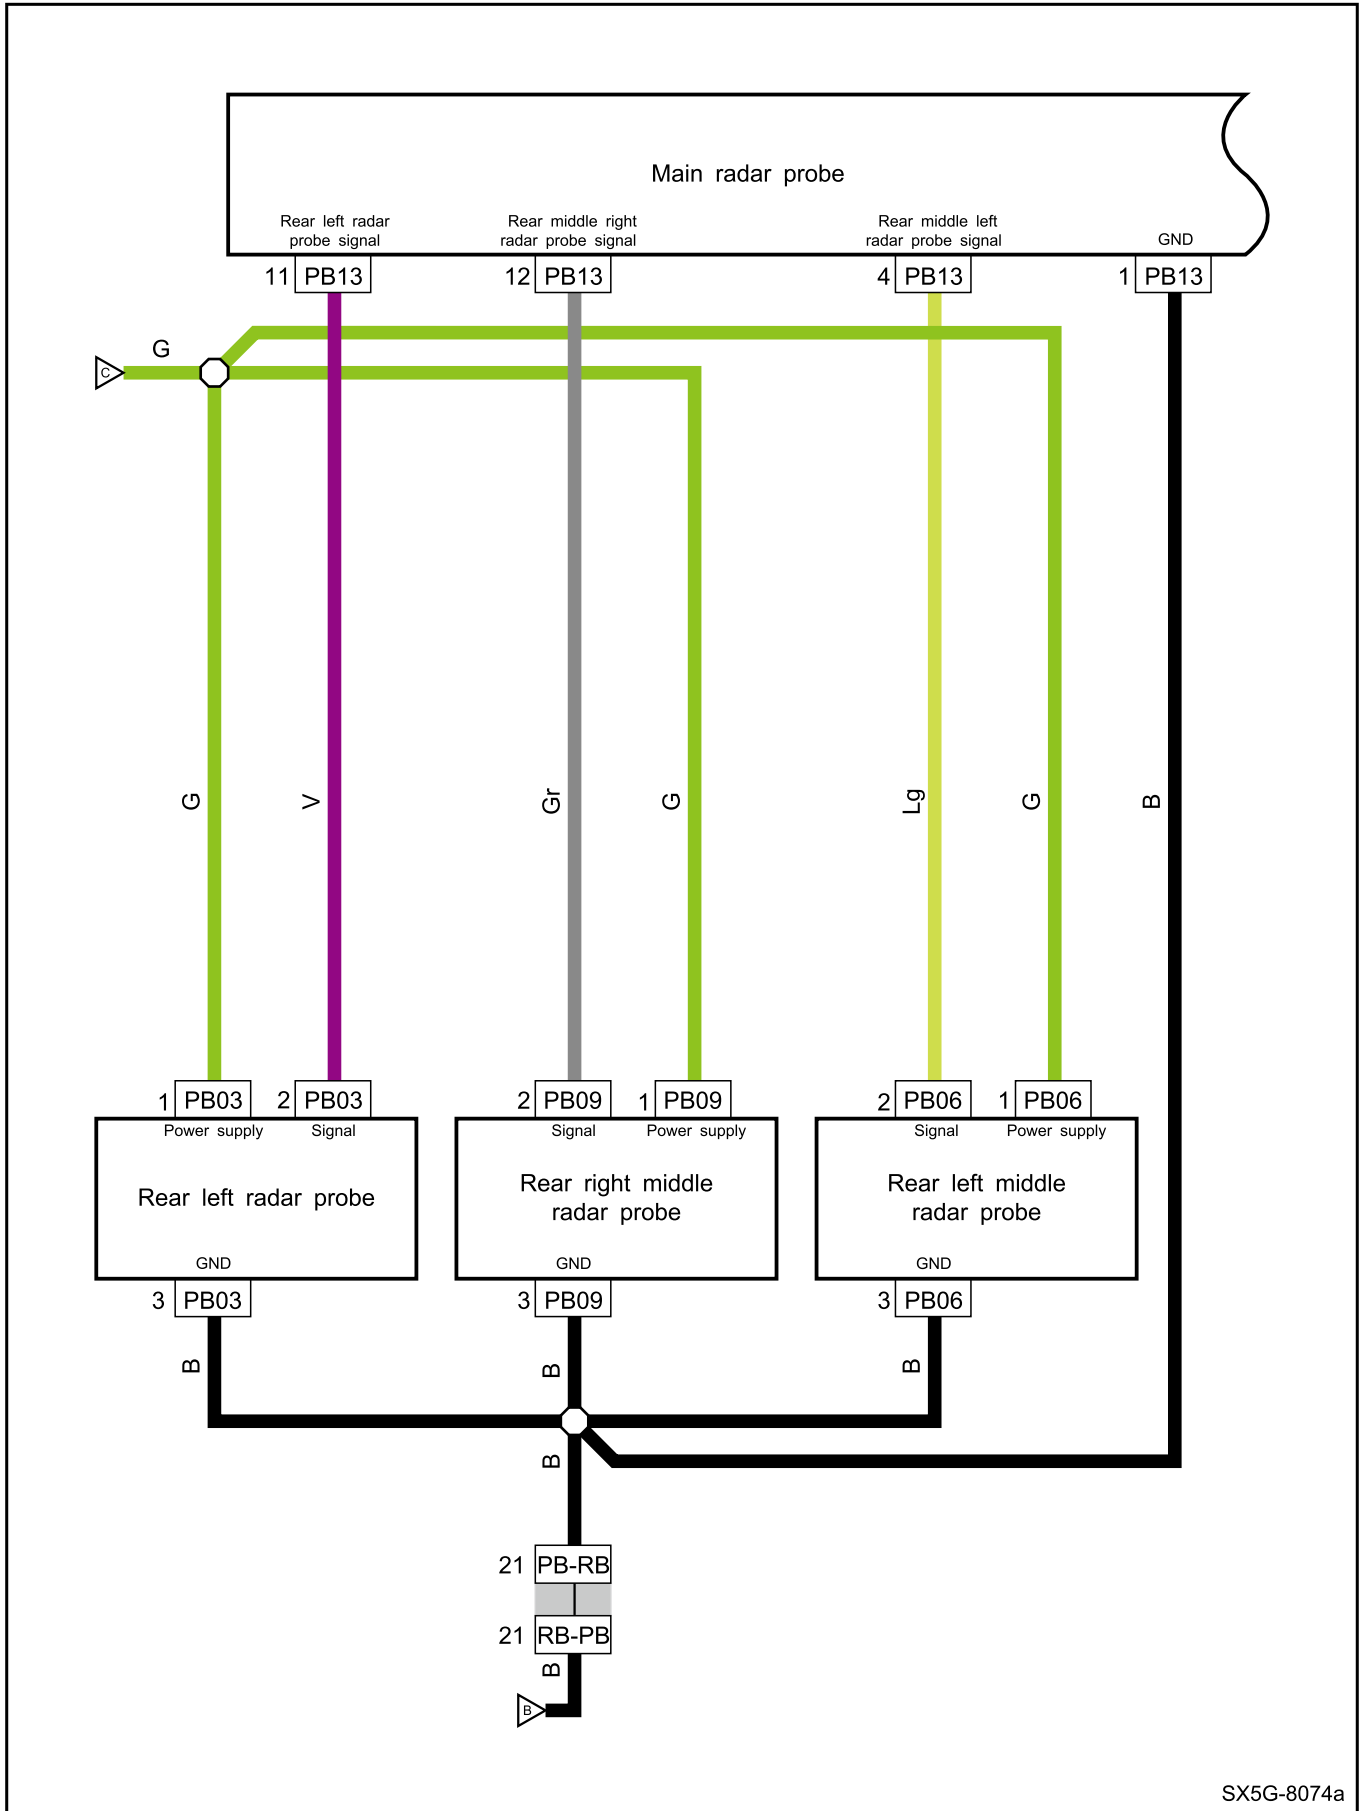 Main radar probe
Rear left radar
probe signal
Rear middle right
radar probe signal
Rear middle left
radar probe signal
GND
11 PB13
12 PB13
4 PB13
1 PB13
G
C
G
V
Gr
G
Lg
G
B
1 PB03
2 PB03
2 PB09
1 PB09
2 PB06
1 PB06
Power supply
Signal
Signal
Power supply
Signal
Power supply
Rear left radar probe
Rear right middle
radar probe
Rear left middle
radar probe
GND
GND
GND
3 PB03
3 PB09
3 PB06
B
B
B
B
21 PB-RB
21 RB-PB
B
B
SX5G-8074a